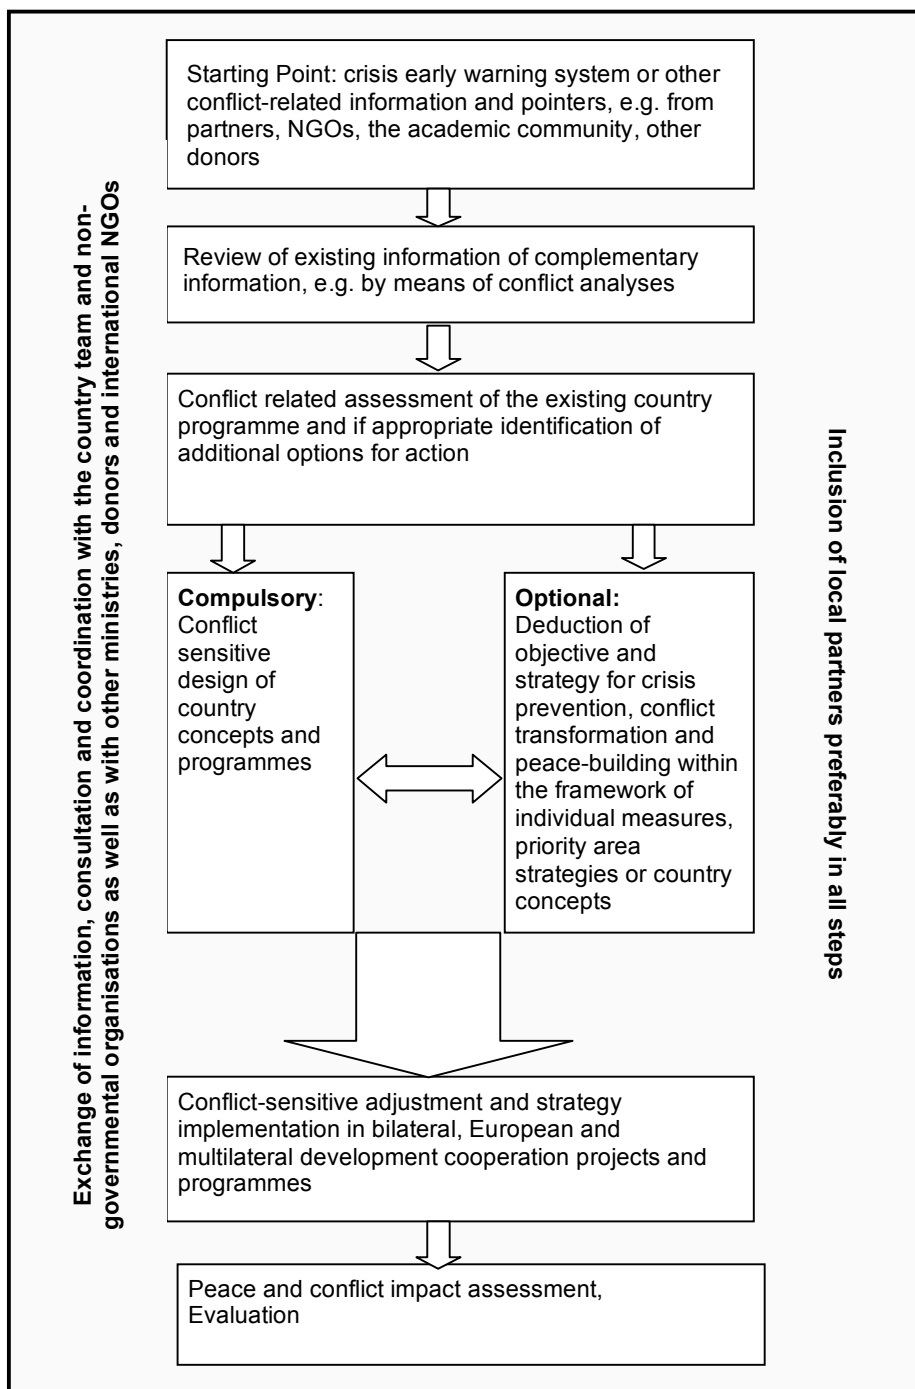 Starting Point: crisis early warning system or other
conflict-related information and pointers, e.g. from
partners, NGOs, the academic community, other
donors
Review of existing information of complementary
information, e.g. by means of conflict analyses
Conflict related assessment of the existing country
programme and if appropriate identification of
additional options for action
Compulsory:
Conflict
sensitive
design of
country
concepts and
programmes
Optional:
Deduction of
objective and
strategy for crisis
prevention, conflict
transformation and
peace-building within
the framework of
individual measures,
priority area
strategies or country
concepts
Conflict-sensitive adjustment and strategy
implementation in bilateral, European and
multilateral development cooperation projects and
programmes
Peace and conflict impact assessment,
Evaluation
Exchange of information, consultation and coordination with the country team and non-
governmental organisations as well as with other ministries, donors and international NGOs
Inclusion of local partners preferably in all steps